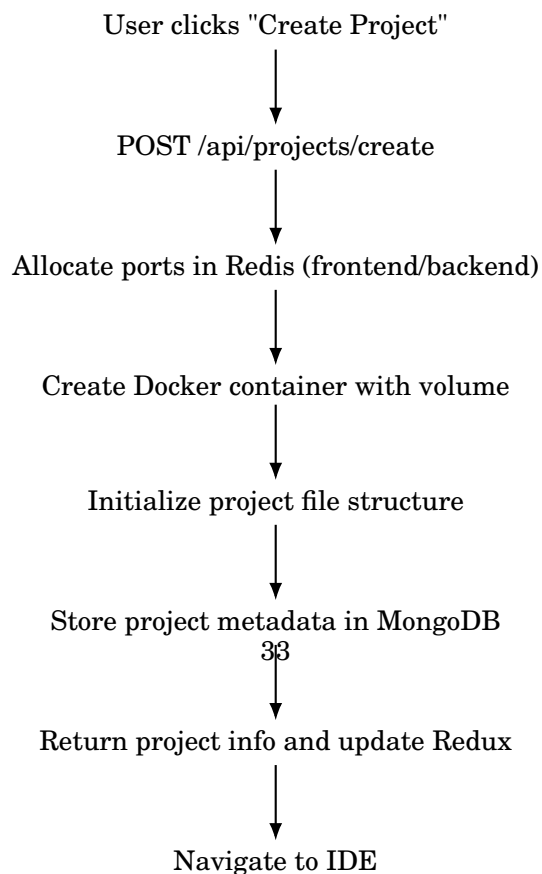 User clicks "Create Project"
POST /api/projects/create
Allocate ports in Redis (frontend/backend)
Create Docker container with volume
Initialize project file structure
Store project metadata in MongoDB
33
Return project info and update Redux
Navigate to IDE